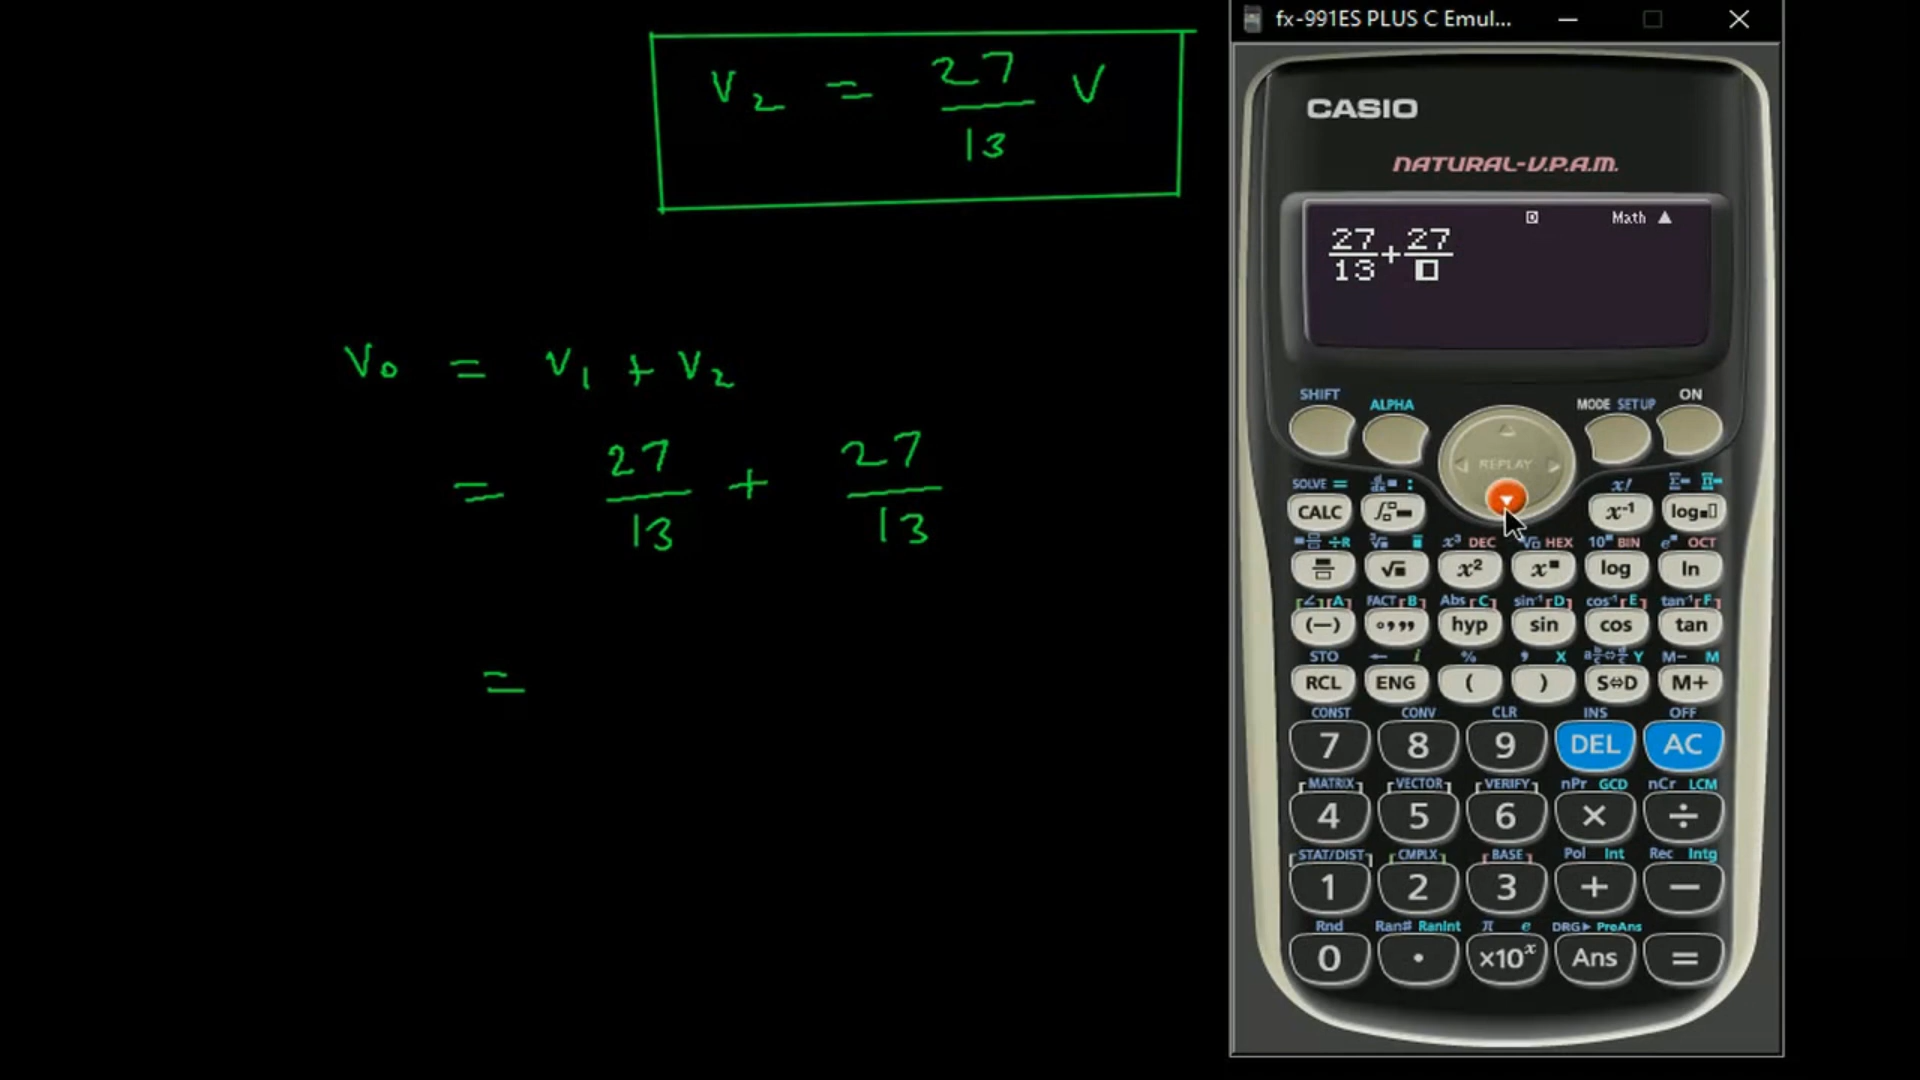 V₂ = 27/13 V
V₀ = V₁ + V₂
= 27/13 + 27/13
=
fx-991ES PLUS C Emul...
CASIO
NATURAL-V.P.A.M.
D Math ▲
27/13+27/□
SHIFT ALPHA MODE SETUP ON
REPLAY
SOLVE = d/dx : x! Σ Π
CALC ∫ x⁻¹ log
÷R ³√ x³ DEC √ HEX 10 BIN e OCT
√ x² x log ln
∠ A FACT B Abs C sin⁻¹ D cos⁻¹ E tan⁻¹ F
(−) °,,, hyp sin cos tan
STO ← i % , X a b/c⇔d/c Y M− M
RCL ENG ( ) S⇔D M+
CONST CONV CLR INS OFF
7 8 9 DEL AC
MATRIX VECTOR VERIFY nPr GCD nCr LCM
4 5 6 × ÷
STAT/DIST CMPLX BASE Pol Int Rec Intg
1 2 3 + −
Rnd Ran# RanInt π e DRG▶ PreAns
0 . ×10ˣ Ans =